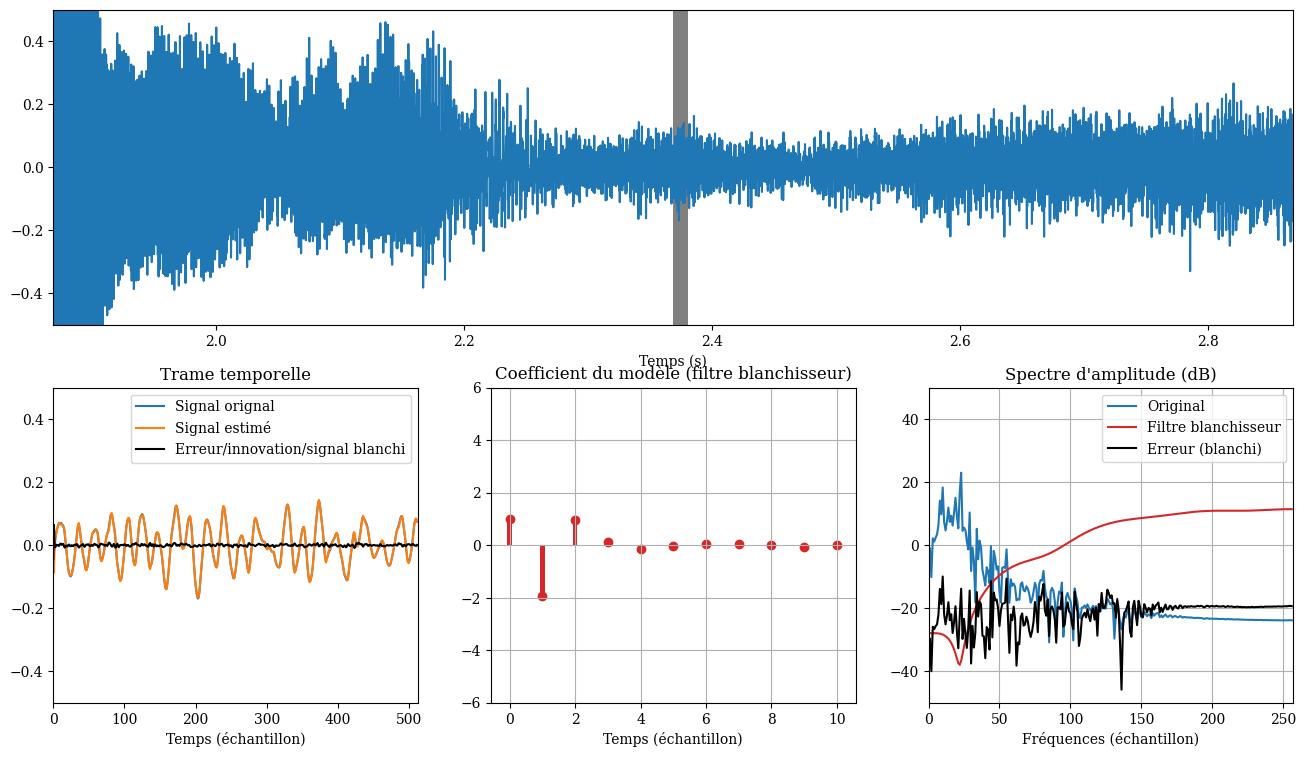 0.4
0.2
0.0
−0.2
−0.4
2.0 2.2 2.4 2.6 2.8
Temps (s)
Trame temporelle
0.4
0.2
0.0
−0.2
−0.4
Signal orignal
Signal estimé
Erreur/innovation/signal blanchi
0 100 200 300 400 500
Temps (échantillon)
Coefficient du modèle (filtre blanchisseur)
6
4
2
0
−2
−4
−6
0 2 4 6 8 10
Temps (échantillon)
Spectre d'amplitude (dB)
40
20
0
−20
−40
Original
Filtre blanchisseur
Erreur (blanchi)
0 50 100 150 200 250
Fréquences (échantillon)